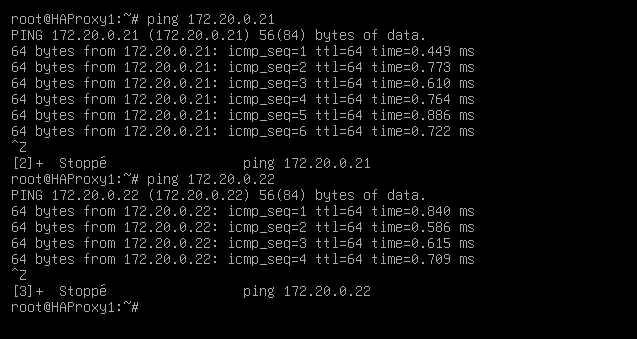 root@HAProxy1:~# ping 172.20.0.21
PING 172.20.0.21 (172.20.0.21) 56(84) bytes of data.
64 bytes from 172.20.0.21: icmp_seq=1 ttl=64 time=0.449 ms
64 bytes from 172.20.0.21: icmp_seq=2 ttl=64 time=0.773 ms
64 bytes from 172.20.0.21: icmp_seq=3 ttl=64 time=0.610 ms
64 bytes from 172.20.0.21: icmp_seq=4 ttl=64 time=0.764 ms
64 bytes from 172.20.0.21: icmp_seq=5 ttl=64 time=0.886 ms
64 bytes from 172.20.0.21: icmp_seq=6 ttl=64 time=0.722 ms
^Z
[2]+  Stoppé                 ping 172.20.0.21
root@HAProxy1:~# ping 172.20.0.22
PING 172.20.0.22 (172.20.0.22) 56(84) bytes of data.
64 bytes from 172.20.0.22: icmp_seq=1 ttl=64 time=0.840 ms
64 bytes from 172.20.0.22: icmp_seq=2 ttl=64 time=0.586 ms
64 bytes from 172.20.0.22: icmp_seq=3 ttl=64 time=0.615 ms
64 bytes from 172.20.0.22: icmp_seq=4 ttl=64 time=0.709 ms
^Z
[3]+  Stoppé                 ping 172.20.0.22
root@HAProxy1:~#